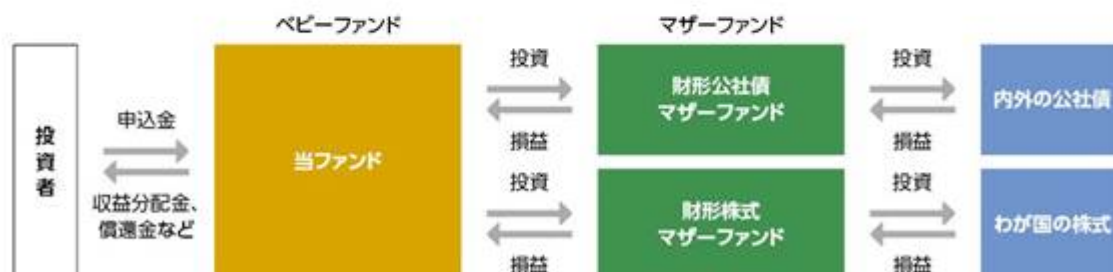 ベビーファンド
マザーファンド
投資者
申込金
収益分配金、
償還金など
当ファンド
投資
損益
投資
損益
財形公社債
マザーファンド
財形株式
マザーファンド
投資
損益
投資
損益
内外の公社債
わが国の株式